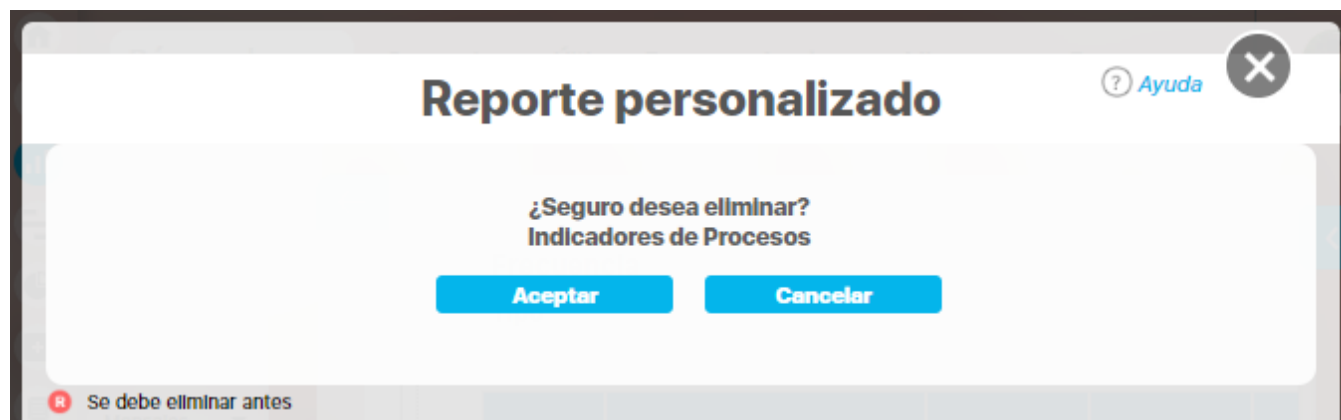 Reporte personalizado
? Ayuda
¿Seguro desea eliminar?
Indicadores de Procesos
Aceptar Cancelar
R Se debe eliminar antes